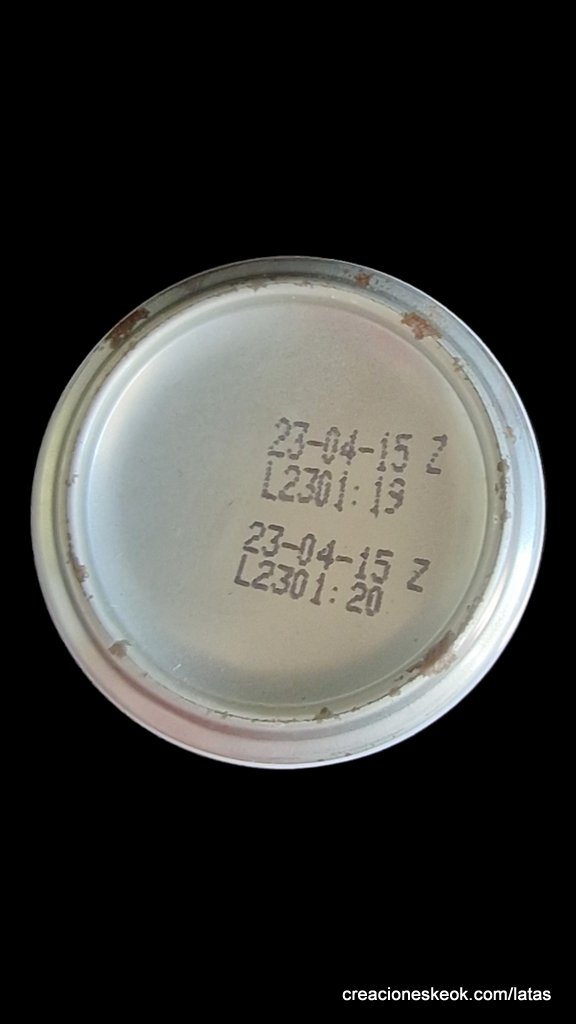 23-04-15 Z
L2301:19
23-04-15 Z
L2301:20
creacioneskeok.com/latas